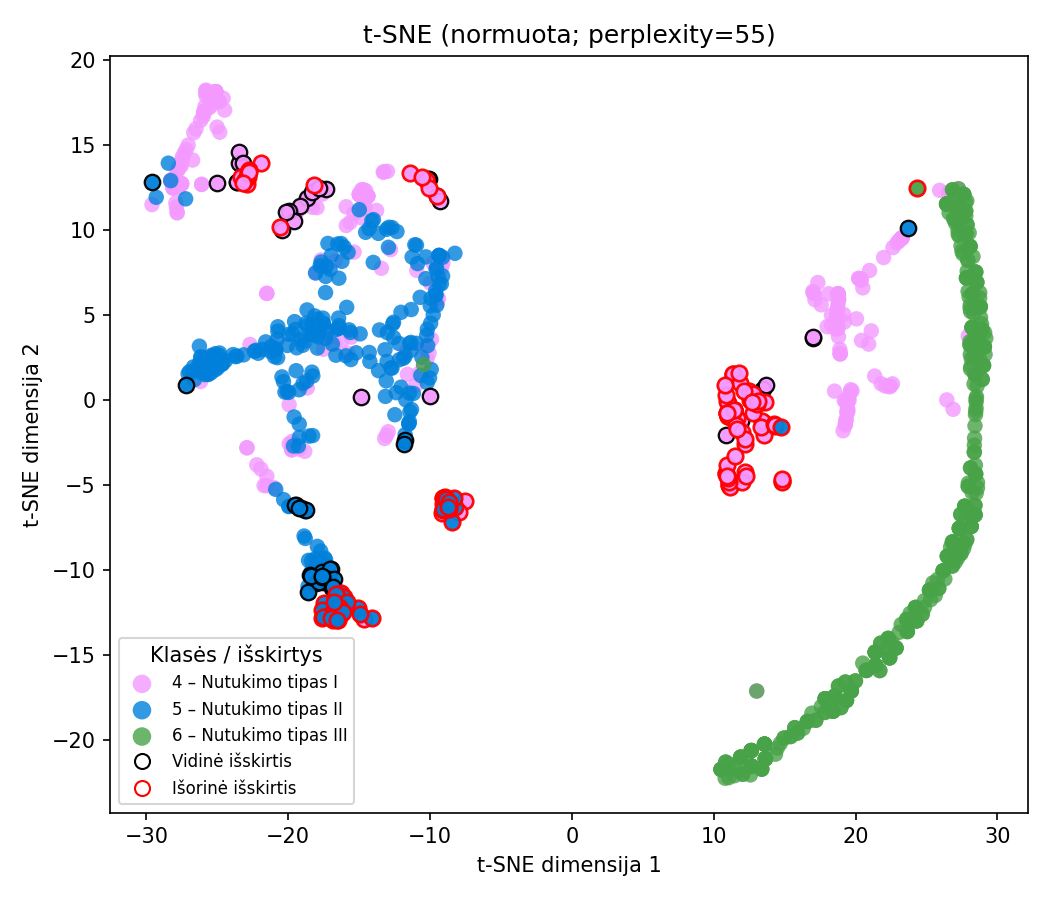 t-SNE (normuota; perplexity=55)
20
15
10
5
0
−5
−10
−15
−20
t-SNE dimensija 2
Klasės / išskirtys
4 – Nutukimo tipas I
5 – Nutukimo tipas II
6 – Nutukimo tipas III
Vidinė išskirtis
Išorinė išskirtis
−30 −20 −10 0 10 20 30
t-SNE dimensija 1